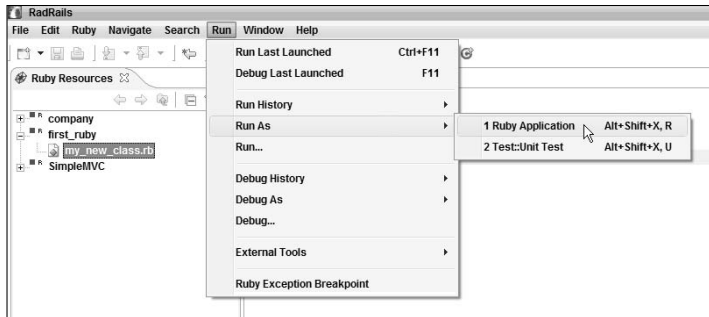 RadRails
File Edit Ruby Navigate Search Run Window Help
Run Last Launched Ctrl+F11
Debug Last Launched F11
Ruby Resources
Run History
company
first_ruby
Run As
1 Ruby Application Alt+Shift+X, R
my_new_class.rb
Run...
2 Test::Unit Test Alt+Shift+X, U
SimpleMVC
Debug History
Debug As
Debug...
External Tools
Ruby Exception Breakpoint